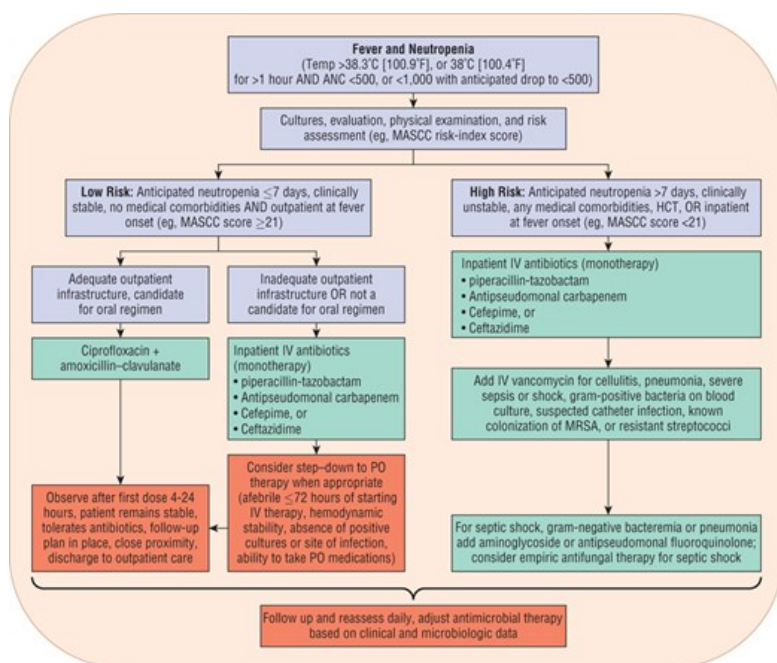 Fever and Neutropenia
(Temp >38.3˚C [100.9˚F], or 38˚C [100.4˚F]
for >1 hour AND ANC <500, or <1,000 with anticipated drop to <500)
Cultures, evaluation, physical examination, and risk
assessment (eg, MASCC risk-index score)
Low Risk: Anticipated neutropenia ≤7 days, clinically
stable, no medical comorbidities AND outpatient at fever
onset (eg, MASCC score ≥21)
High Risk: Anticipated neutropenia >7 days, clinically
unstable, any medical comorbidities, HCT, OR inpatient
at fever onset (eg, MASCC score <21)
Adequate outpatient
infrastructure, candidate
for oral regimen
Inadequate outpatient
infrastructure OR not a
candidate for oral regimen
Inpatient IV antibiotics (monotherapy)
• piperacillin-tazobactam
• Antipseudomonal carbapenem
• Cefepime, or
• Ceftazidime
Ciprofloxacin +
amoxicillin–clavulanate
Inpatient IV antibiotics
(monotherapy)
• piperacillin-tazobactam
• Antipseudomonal carbapenem
• Cefepime, or
• Ceftazidime
Add IV vancomycin for cellulitis, pneumonia, severe
sepsis or shock, gram-positive bacteria on blood
culture, suspected catheter infection, known
colonization of MRSA, or resistant streptococci
Observe after first dose 4-24
hours, patient remains stable,
tolerates antibiotics, follow-up
plan in place, close proximity,
discharge to outpatient care
Consider step–down to PO
therapy when appropriate
(afebrile ≤72 hours of starting
IV therapy, hemodynamic
stability, absence of positive
cultures or site of infection,
ability to take PO medications)
For septic shock, gram-negative bacteremia or pneumonia
add aminoglycoside or antipseudomonal fluoroquinolone;
consider empiric antifungal therapy for septic shock
Follow up and reassess daily, adjust antimicrobial therapy
based on clinical and microbiologic data